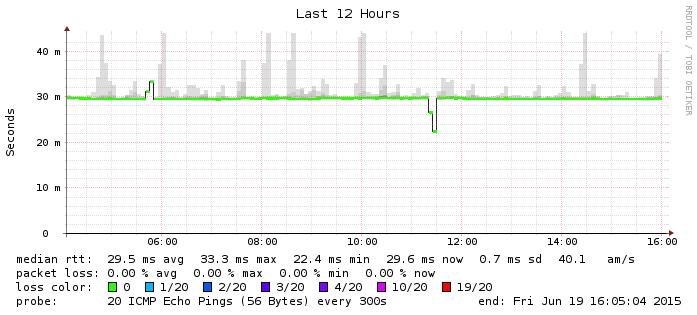 Last 12 Hours
RRDTOOL / TOBI OETIKER
Seconds
40 m
30 m
20 m
10 m
0
06:00 08:00 10:00 12:00 14:00 16:00
median rtt: 29.5 ms avg 33.3 ms max 22.4 ms min 29.6 ms now 0.7 ms sd 40.1 am/s
packet loss: 0.00 % avg 0.00 % max 0.00 % min 0.00 % now
loss color: 0 1/20 2/20 3/20 4/20 10/20 19/20
probe: 20 ICMP Echo Pings (56 Bytes) every 300s end: Fri Jun 19 16:05:04 2015